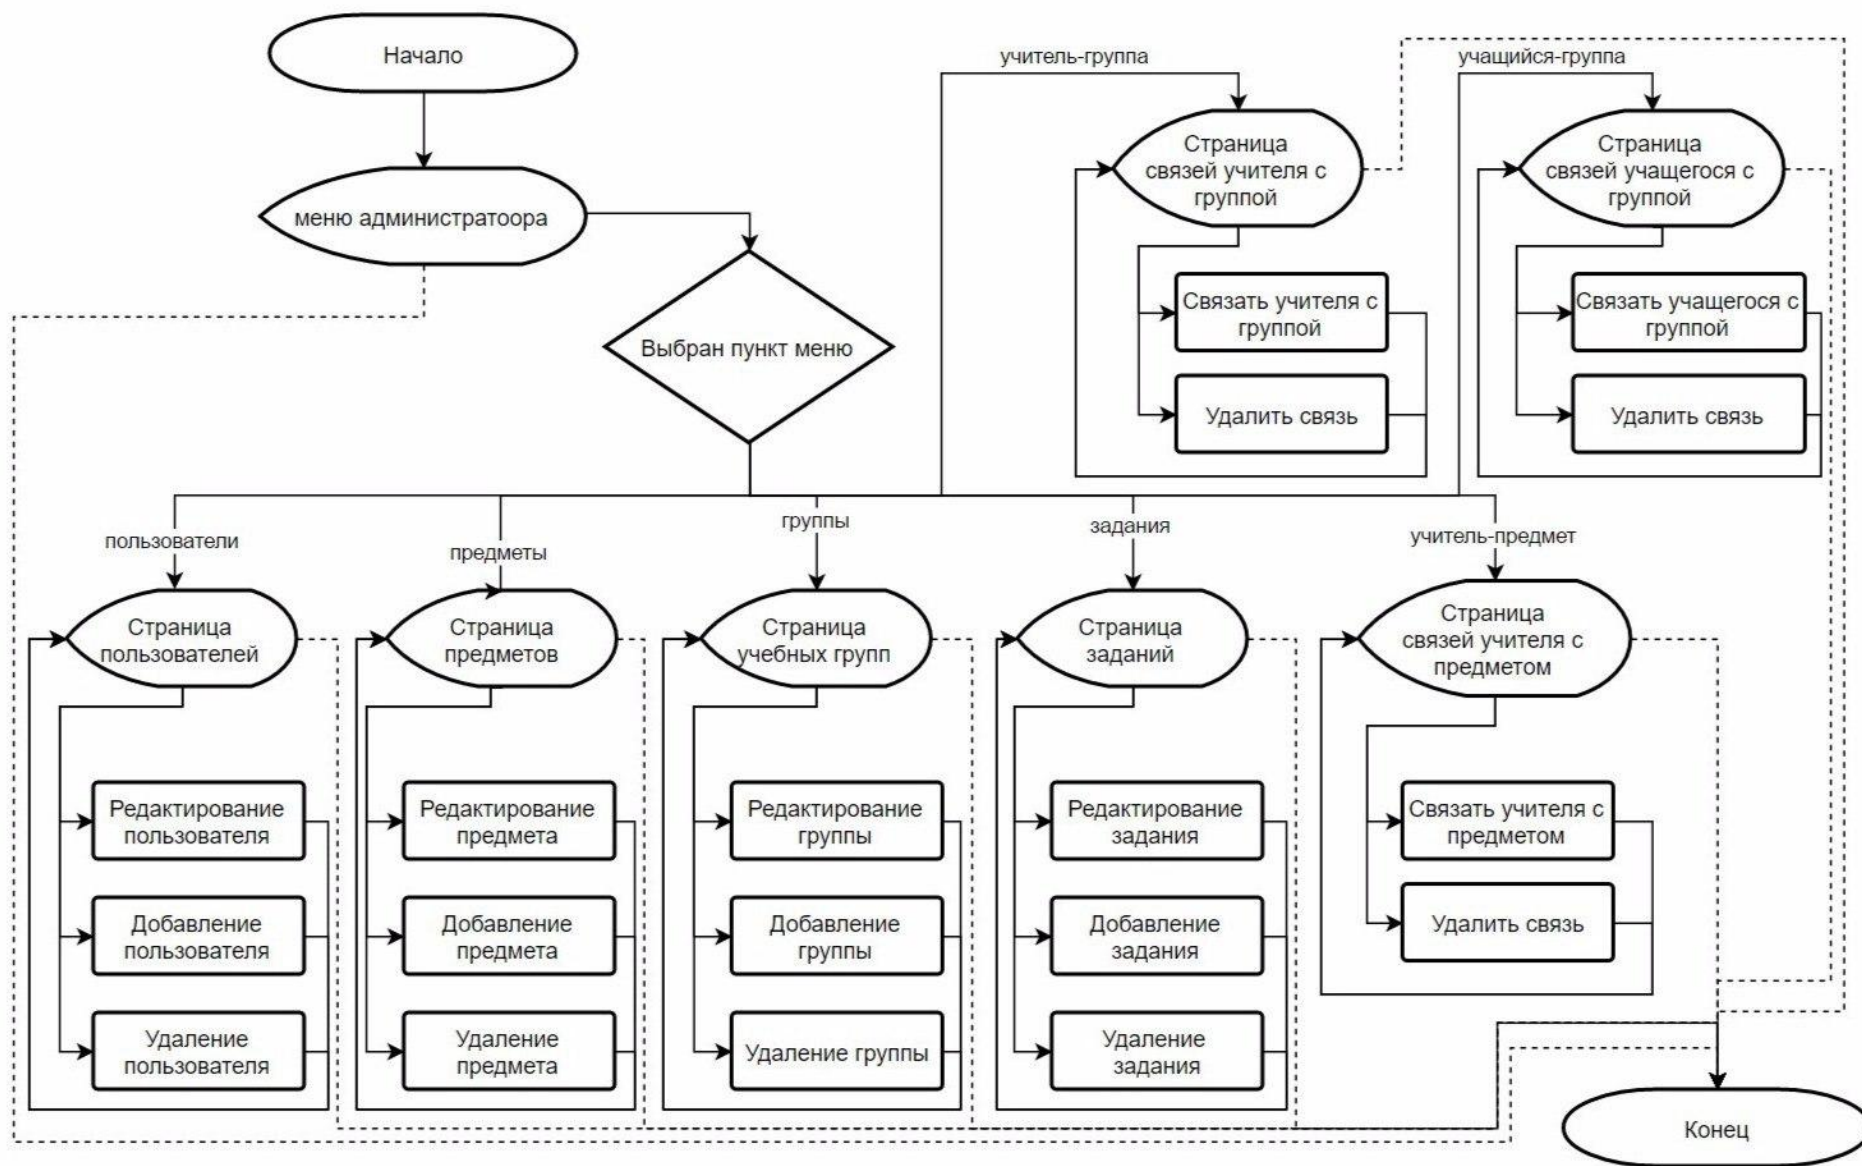 Начало
учитель-группа
учащийся-группа
Страница
связей учителя с
группой
Страница
связей учащегося с
группой
меню администратоора
Выбран пункт меню
Связать учителя с
группой
Связать учащегося с
группой
Удалить связь
Удалить связь
пользователи
предметы
группы
задания
учитель-предмет
Страница
пользователей
Страница
предметов
Страница
учебных групп
Страница
заданий
Страница
связей учителя с
предметом
Редактирование
пользователя
Редактирование
предмета
Редактирование
группы
Редактирование
задания
Связать учителя с
предметом
Добавление
пользователя
Добавление
предмета
Добавление
группы
Добавление
задания
Удалить связь
Удаление
пользователя
Удаление
предмета
Удаление группы
Удаление
задания
Конец